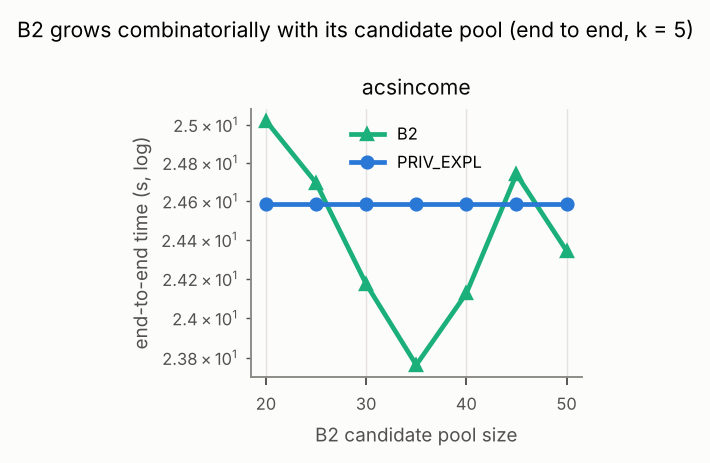 B2 grows combinatorially with its candidate pool (end to end, k = 5)
acsincome
B2
PRIV_EXPL
end-to-end time (s, log)
2.5 × 10¹
2.48 × 10¹
2.46 × 10¹
2.44 × 10¹
2.42 × 10¹
2.4 × 10¹
2.38 × 10¹
20 30 40 50
B2 candidate pool size